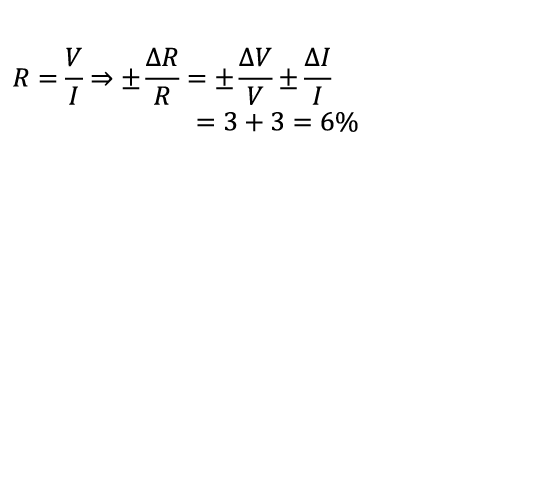 R = V/I ⇒ ± ΔR/R = ± ΔV/V ± ΔI/I
= 3 + 3 = 6%